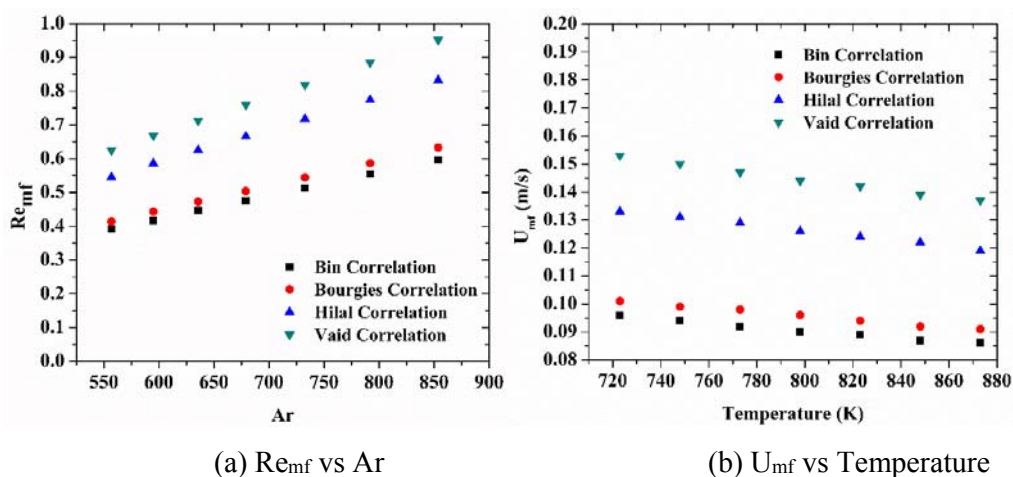 1.0
0.9
0.8
0.7
0.6
0.5
0.4
0.3
0.2
0.1
0.0
Remf
Bin Correlation
Bourgies Correlation
Hilal Correlation
Vaid Correlation
550 600 650 700 750 800 850 900
Ar
(a) Remf vs Ar
0.20
0.19
0.18
0.17
0.16
0.15
0.14
0.13
0.12
0.11
0.10
0.09
0.08
Umf (m/s)
Bin Correlation
Bourgies Correlation
Hilal Correlation
Vaid Correlation
720 740 760 780 800 820 840 860 880
Temperature (K)
(b) Umf vs Temperature